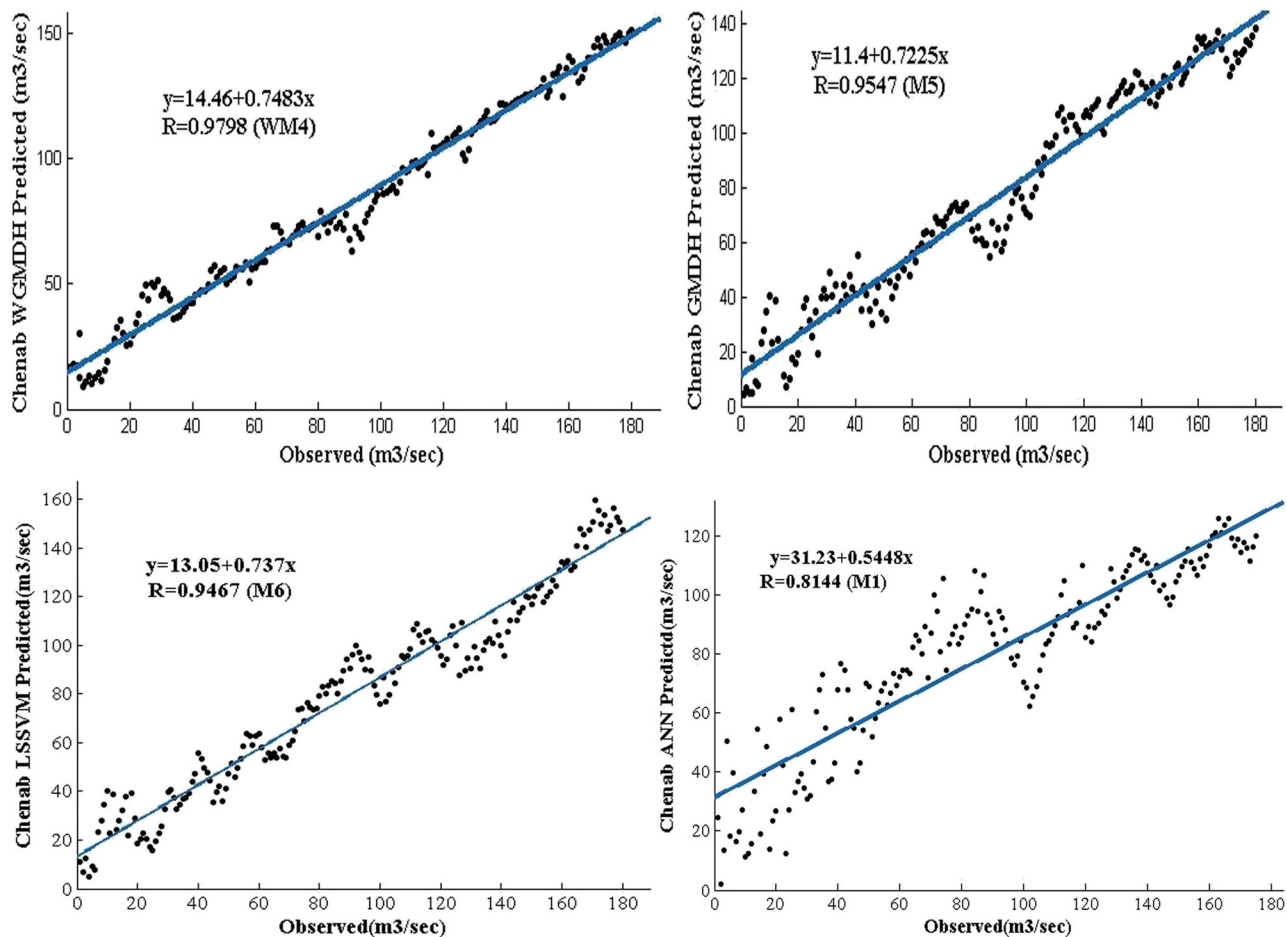 Chenab WGMDH Predicted (m3/sec)
150
100
50
0
y=14.46+0.7483x
R=0.9798 (WM4)
0 20 40 60 80 100 120 140 160 180
Observed (m3/sec)
Chenab GMDH Predicted (m3/sec)
140
120
100
80
60
40
20
0
y=11.4+0.7225x
R=0.9547 (M5)
0 20 40 60 80 100 120 140 160 180
Observed (m3/sec)
Chenab LSSVM Predicted(m3/sec)
160
140
120
100
80
60
40
20
0
y=13.05+0.737x
R=0.9467 (M6)
0 20 40 60 80 100 120 140 160 180
Observed(m3/sec)
Chenab ANN Predictd(m3/sec)
120
100
80
60
40
20
0
y=31.23+0.5448x
R=0.8144 (M1)
0 20 40 60 80 100 120 140 160 180
Observed(m3/sec)